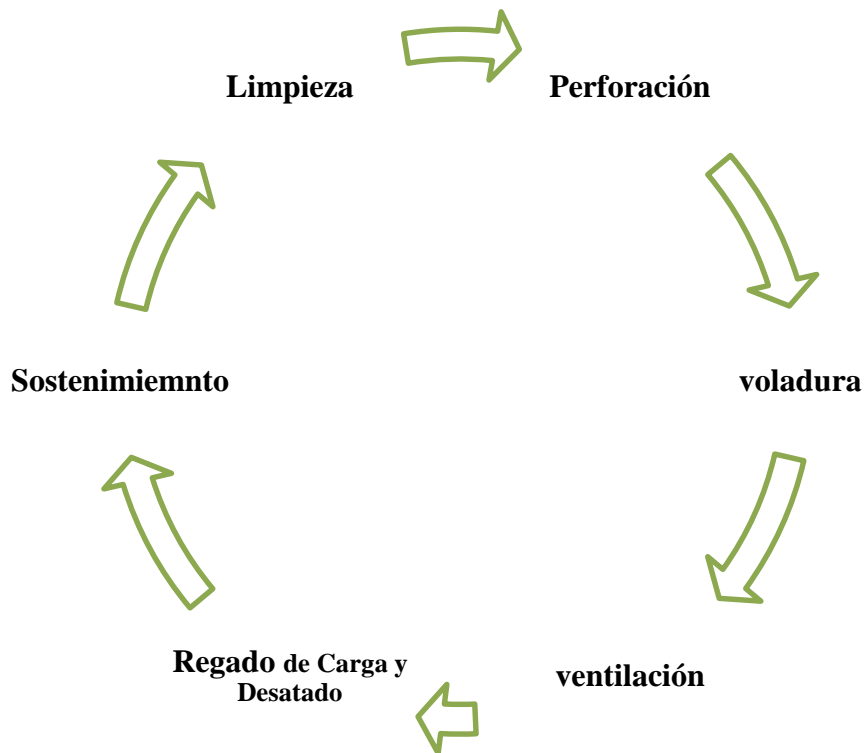 Limpieza
Perforación
voladura
ventilación
Regado de Carga y
Desatado
Sostenimiemnto